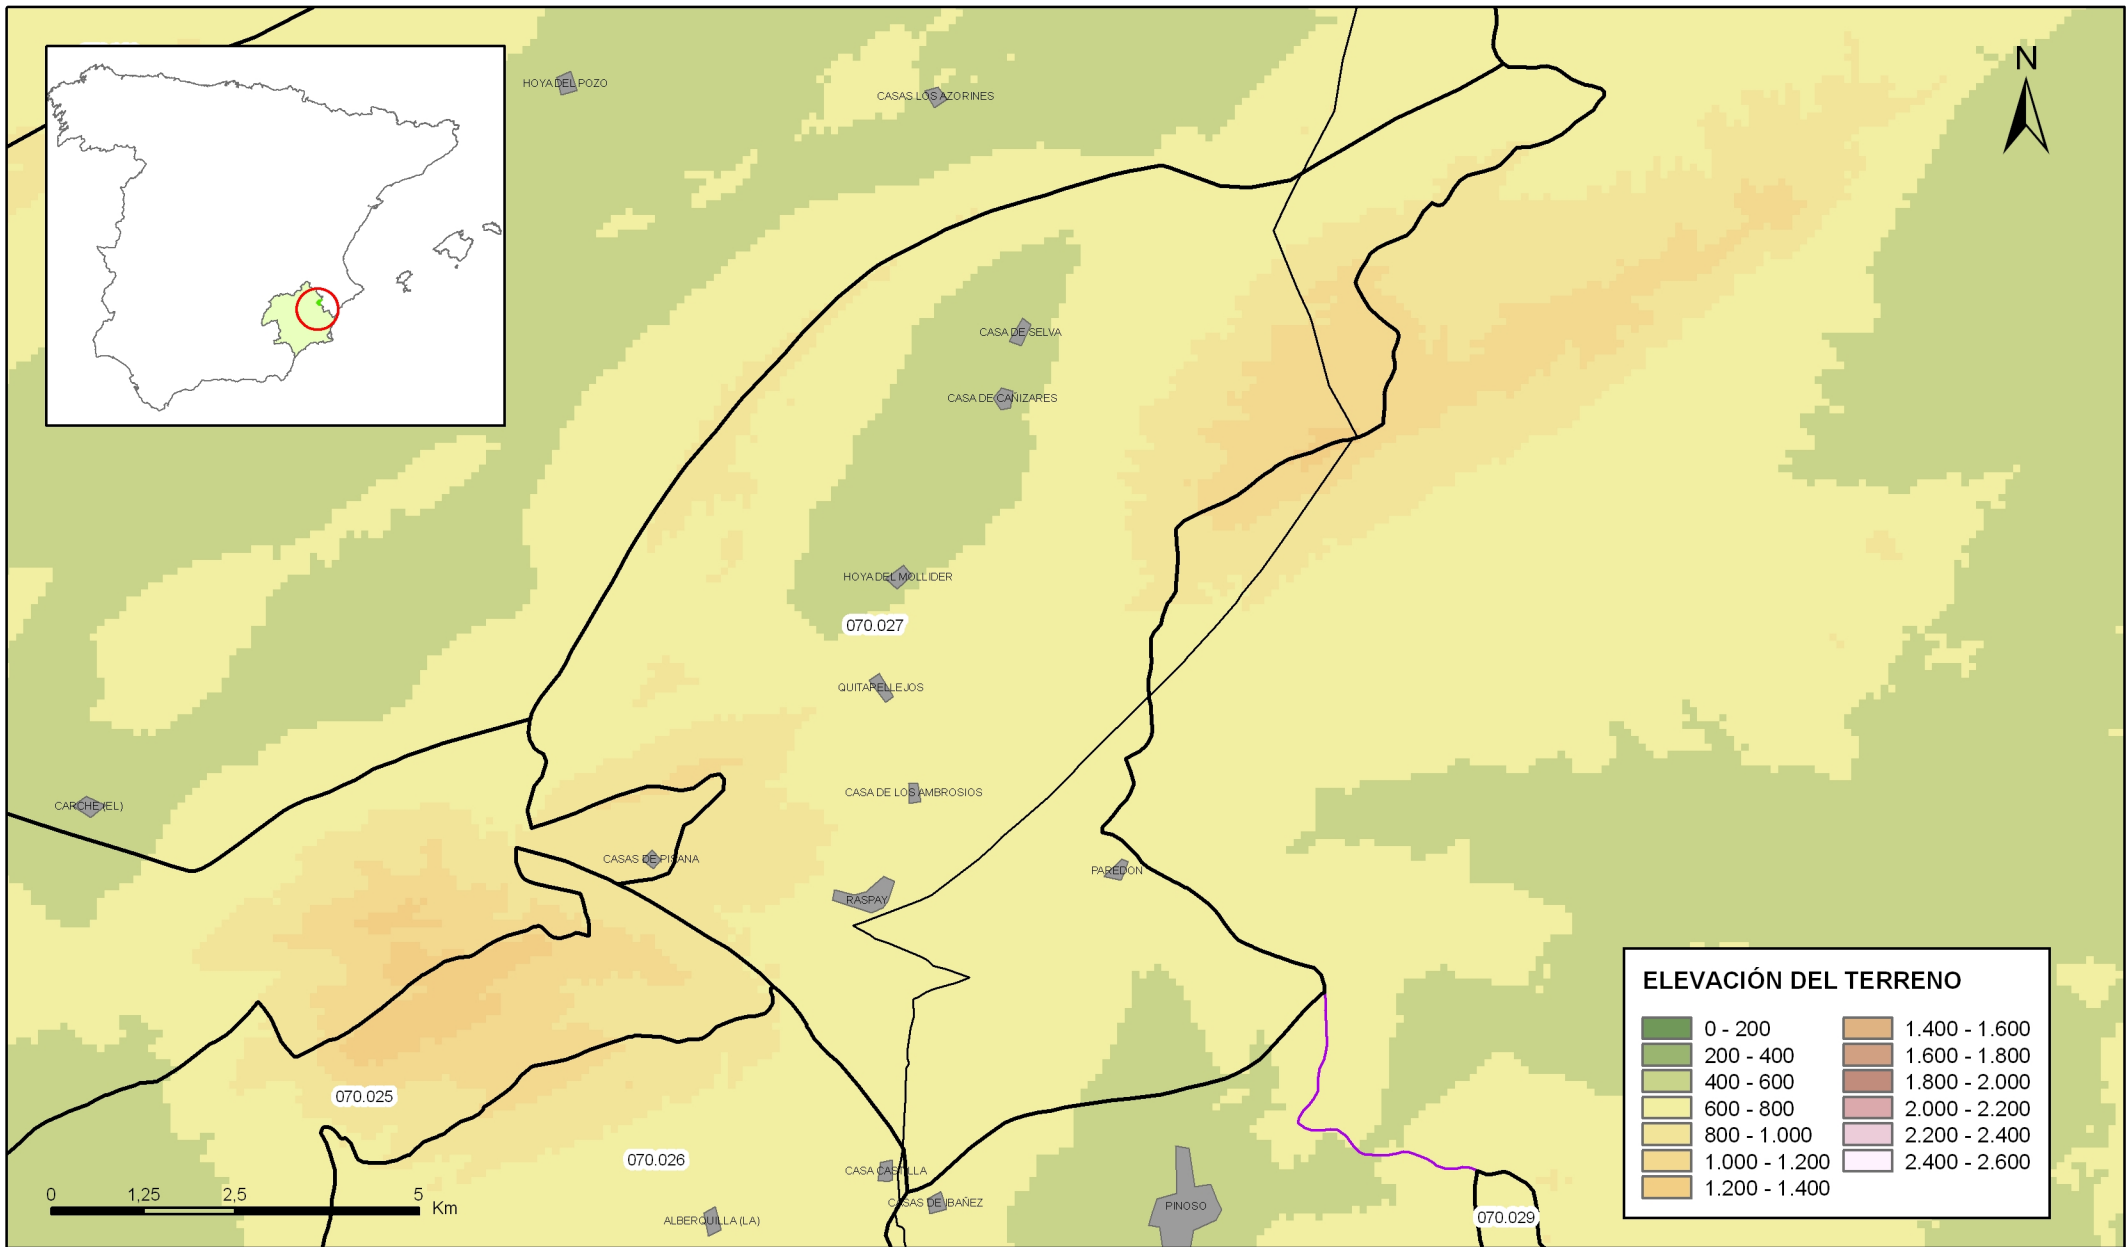 N
HOYA DEL POZO
CASAS LOS AZORINES
CASA DE SELVA
CASA DE CAÑIZARES
HOYA DEL MOLLIDER
070.027
QUITAPELLEJOS
CASA DE LOS AMBROSIOS
CARCHE (EL)
CASAS DE PISANA
PAREDON
RASPAY
ELEVACIÓN DEL TERRENO
0 - 200
200 - 400
400 - 600
600 - 800
800 - 1.000
1.000 - 1.200
1.200 - 1.400
1.400 - 1.600
1.600 - 1.800
1.800 - 2.000
2.000 - 2.200
2.200 - 2.400
2.400 - 2.600
070.025
070.026
CASA CASTILLA
CASAS DE IBAÑEZ
ALBERQUILLA (LA)
PINOSO
070.029
0 1,25 2,5 5
Km